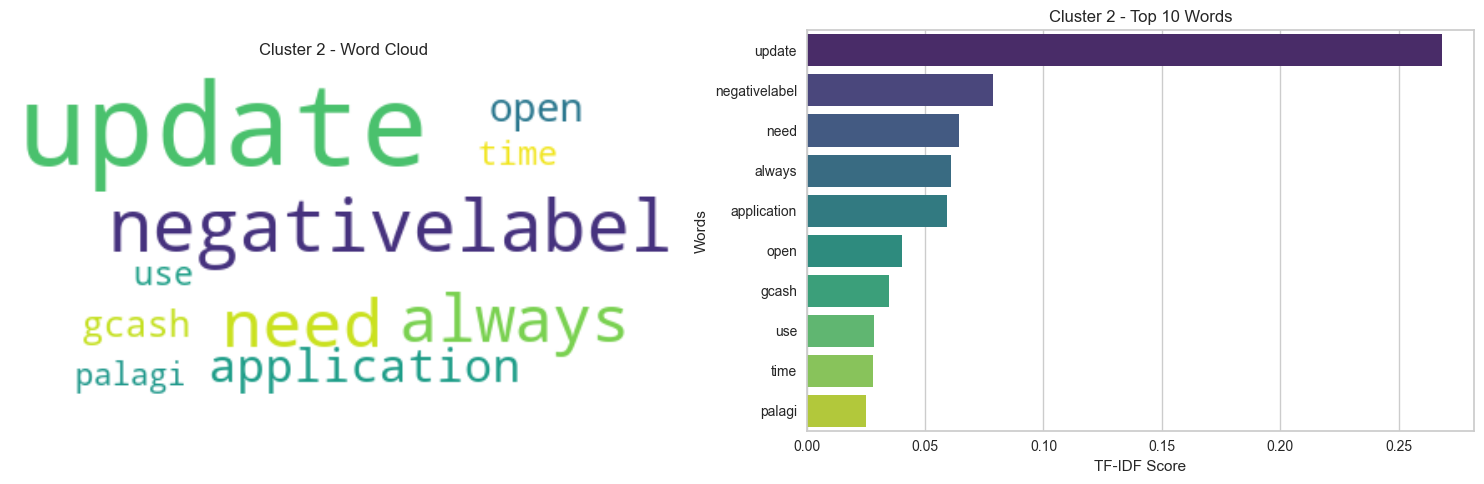 Cluster 2 - Word Cloud
update
open
time
negativelabel
use
gcash
need
always
palagi
application
Cluster 2 - Top 10 Words
Words
update
negativelabel
need
always
application
open
gcash
use
time
palagi
0.00 0.05 0.10 0.15 0.20 0.25
TF-IDF Score